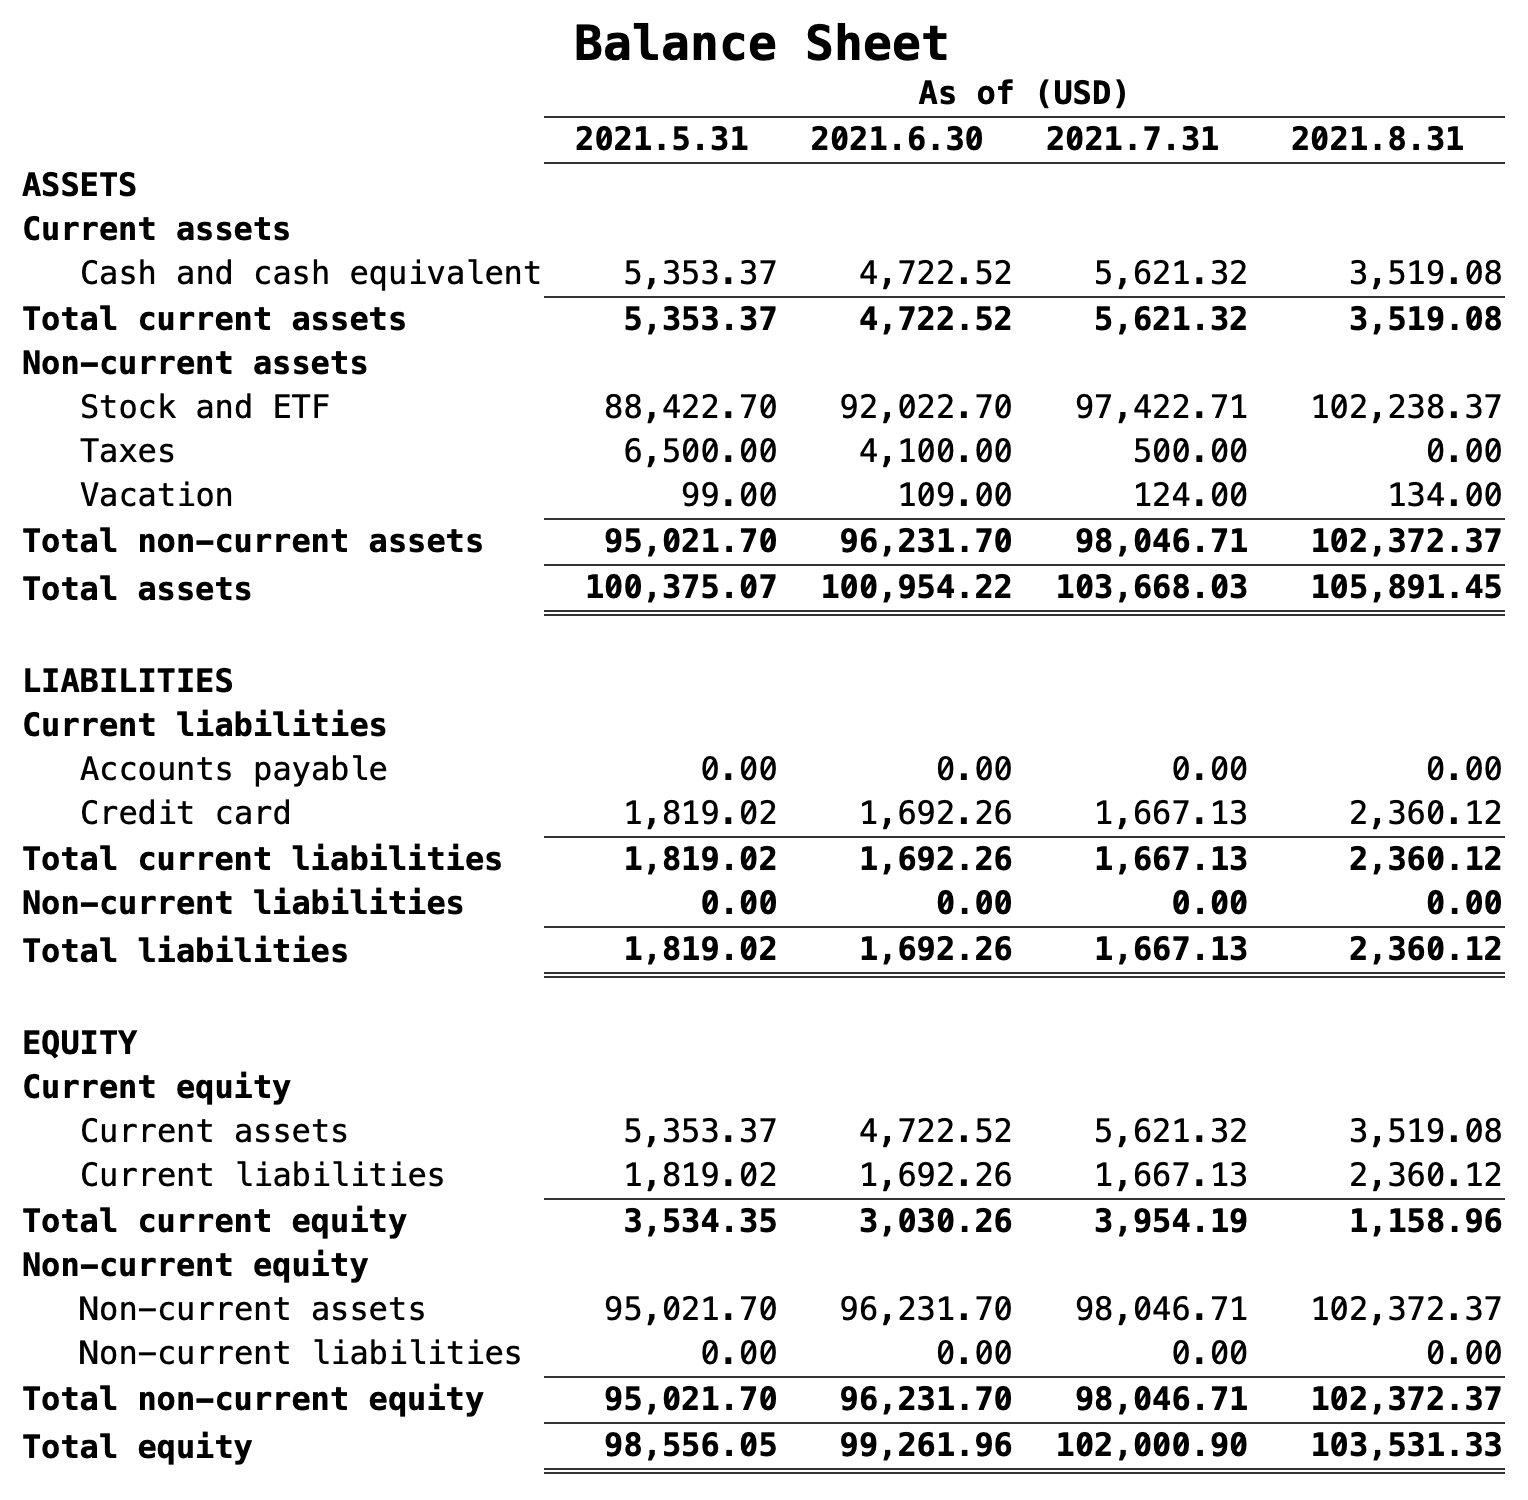 Balance Sheet
As of (USD)
2021.5.31 2021.6.30 2021.7.31 2021.8.31
ASSETS
Current assets
Cash and cash equivalent 5,353.37 4,722.52 5,621.32 3,519.08
Total current assets 5,353.37 4,722.52 5,621.32 3,519.08
Non-current assets
Stock and ETF 88,422.70 92,022.70 97,422.71 102,238.37
Taxes 6,500.00 4,100.00 500.00 0.00
Vacation 99.00 109.00 124.00 134.00
Total non-current assets 95,021.70 96,231.70 98,046.71 102,372.37
Total assets 100,375.07 100,954.22 103,668.03 105,891.45
LIABILITIES
Current liabilities
Accounts payable 0.00 0.00 0.00 0.00
Credit card 1,819.02 1,692.26 1,667.13 2,360.12
Total current liabilities 1,819.02 1,692.26 1,667.13 2,360.12
Non-current liabilities 0.00 0.00 0.00 0.00
Total liabilities 1,819.02 1,692.26 1,667.13 2,360.12
EQUITY
Current equity
Current assets 5,353.37 4,722.52 5,621.32 3,519.08
Current liabilities 1,819.02 1,692.26 1,667.13 2,360.12
Total current equity 3,534.35 3,030.26 3,954.19 1,158.96
Non-current equity
Non-current assets 95,021.70 96,231.70 98,046.71 102,372.37
Non-current liabilities 0.00 0.00 0.00 0.00
Total non-current equity 95,021.70 96,231.70 98,046.71 102,372.37
Total equity 98,556.05 99,261.96 102,000.90 103,531.33